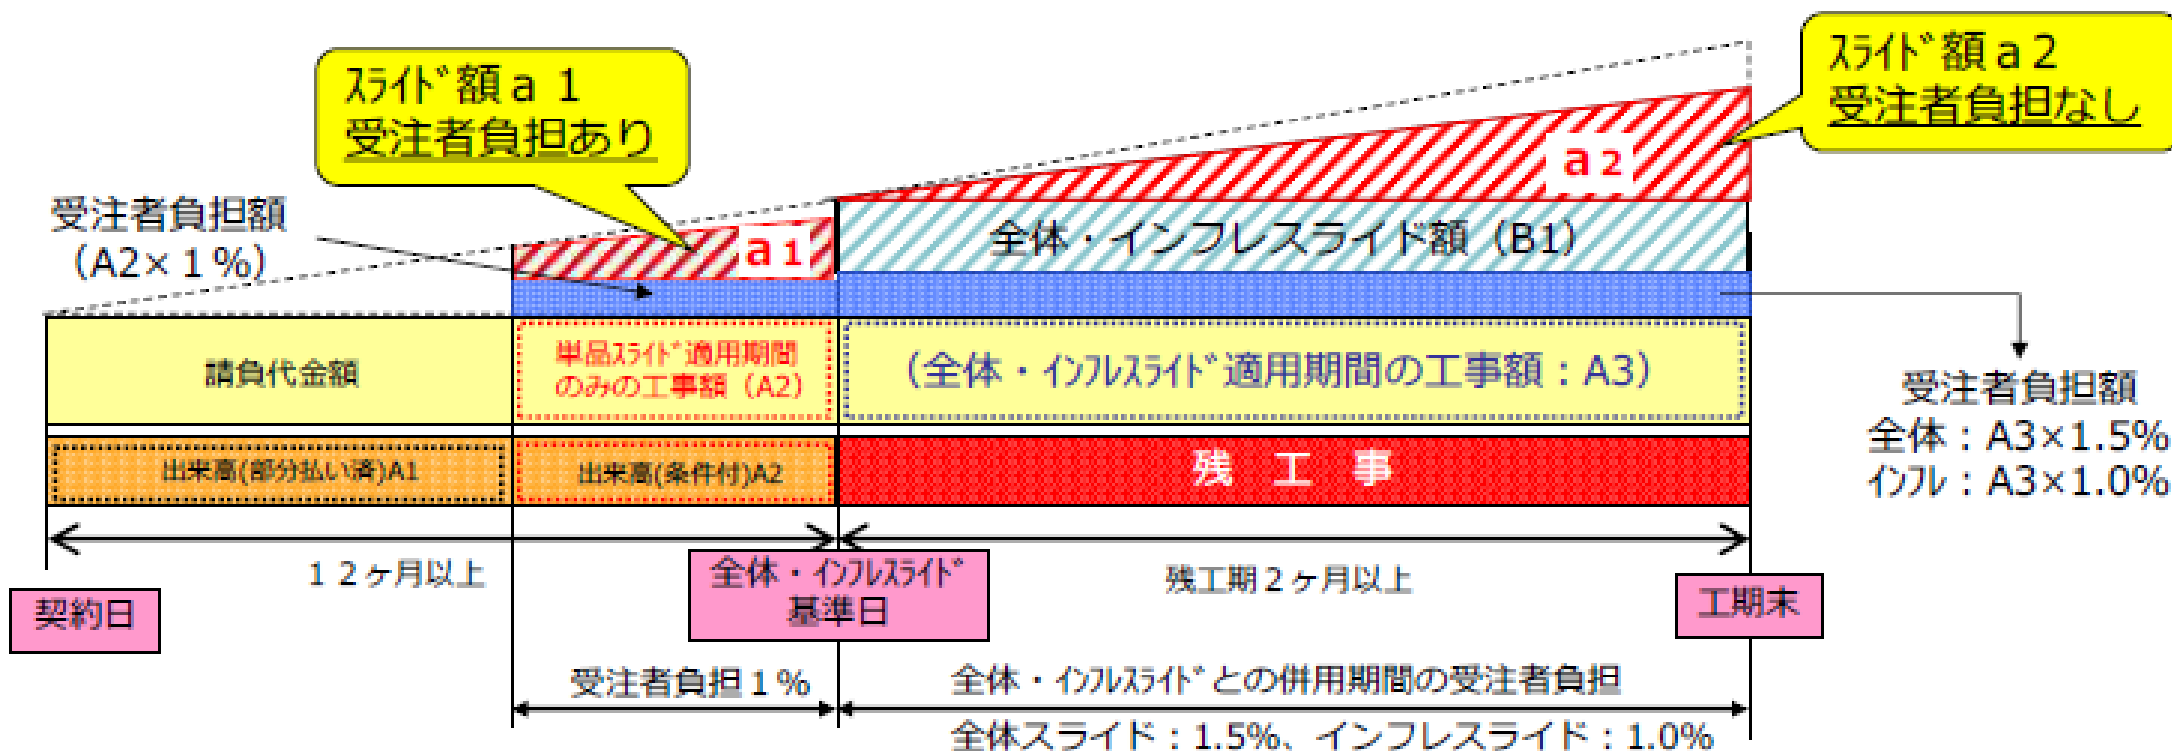 ｽﾗｲﾄﾞ額ａ１
受注者負担あり
ｽﾗｲﾄﾞ額ａ２
受注者負担なし
受注者負担額
（A2×１%）
ａ１
ａ２
全体・インフレスライド額（B1）
請負代金額
単品ｽﾗｲﾄﾞ適用期間
のみの工事額（A2）
（全体・ｲﾝﾌﾚｽﾗｲﾄﾞ適用期間の工事額：A3）
受注者負担額
全体：A3×1.5%
ｲﾝﾌﾚ：A3×1.0%
出来高(部分払い済)A1
出来高(条件付)A2
残　工　事
１２ヶ月以上
残工期２ヶ月以上
契約日
全体・ｲﾝﾌﾚｽﾗｲﾄﾞ
基準日
工期末
受注者負担１%
全体・ｲﾝﾌﾚｽﾗｲﾄﾞとの併用期間の受注者負担
全体スライド：1.5%、インフレスライド：1.0%